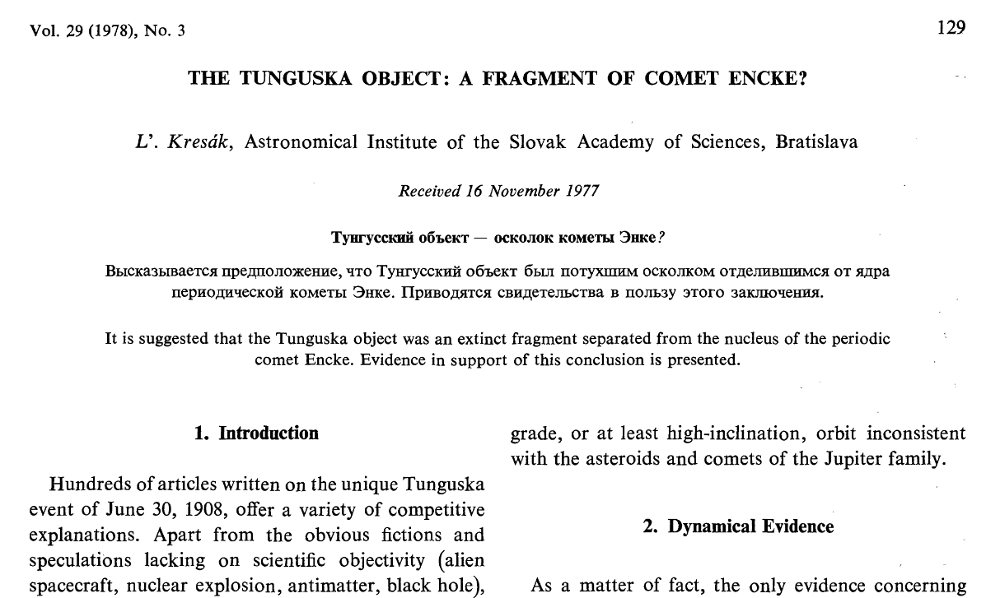 Vol. 29 (1978), No. 3
129
THE TUNGUSKA OBJECT: A FRAGMENT OF COMET ENCKE?
L’. Kresák, Astronomical Institute of the Slovak Academy of Sciences, Bratislava
Received 16 November 1977
Тунгусский объект — осколок кометы Энке?
Высказывается предположение, что Тунгусский объект был потухшим осколком отделившимся от ядра
периодической кометы Энке. Приводятся свидетельства в пользу этого заключения.
It is suggested that the Tunguska object was an extinct fragment separated from the nucleus of the periodic
comet Encke. Evidence in support of this conclusion is presented.
1. Introduction
Hundreds of articles written on the unique Tunguska
event of June 30, 1908, offer a variety of competitive
explanations. Apart from the obvious fictions and
speculations lacking on scientific objectivity (alien
spacecraft, nuclear explosion, antimatter, black hole),
grade, or at least high-inclination, orbit inconsistent
with the asteroids and comets of the Jupiter family.
2. Dynamical Evidence
As a matter of fact, the only evidence concerning